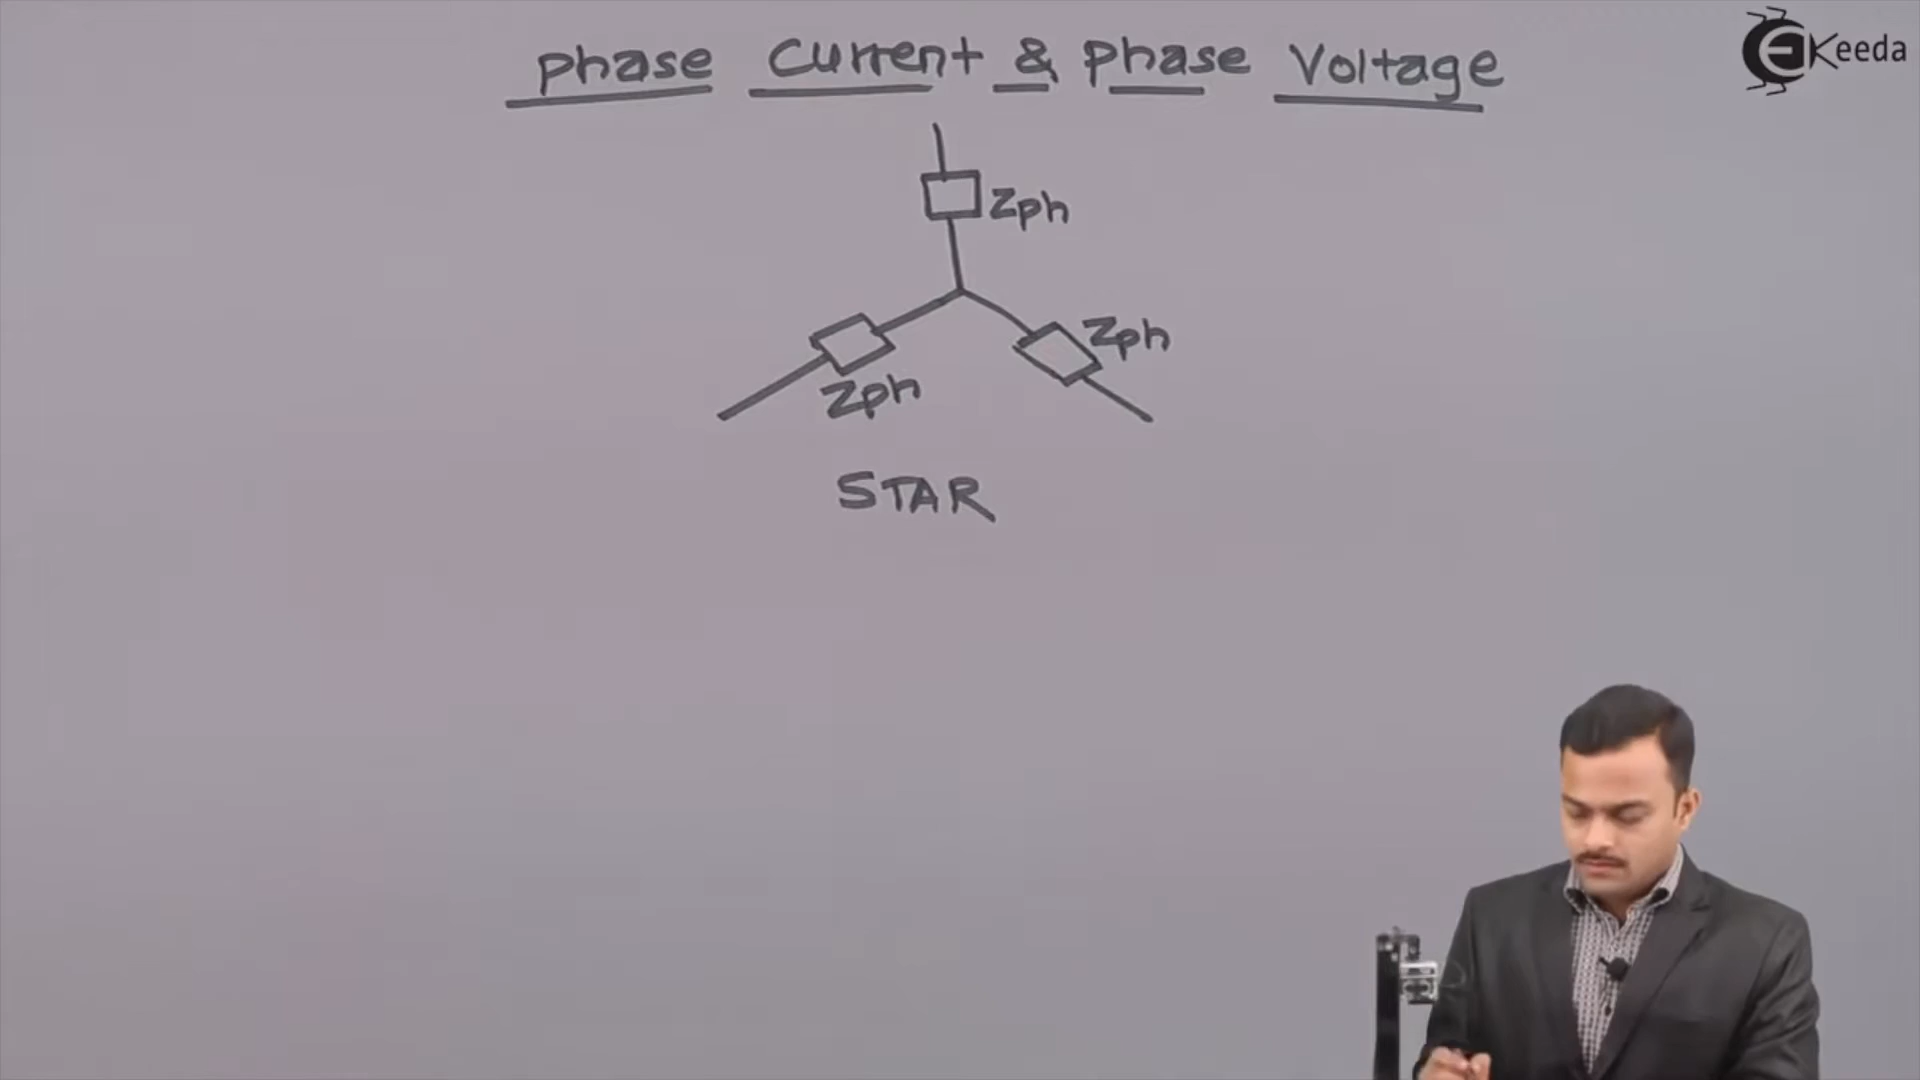 Phase Current & Phase Voltage
EKeeda
Zph
Zph
Zph
STAR